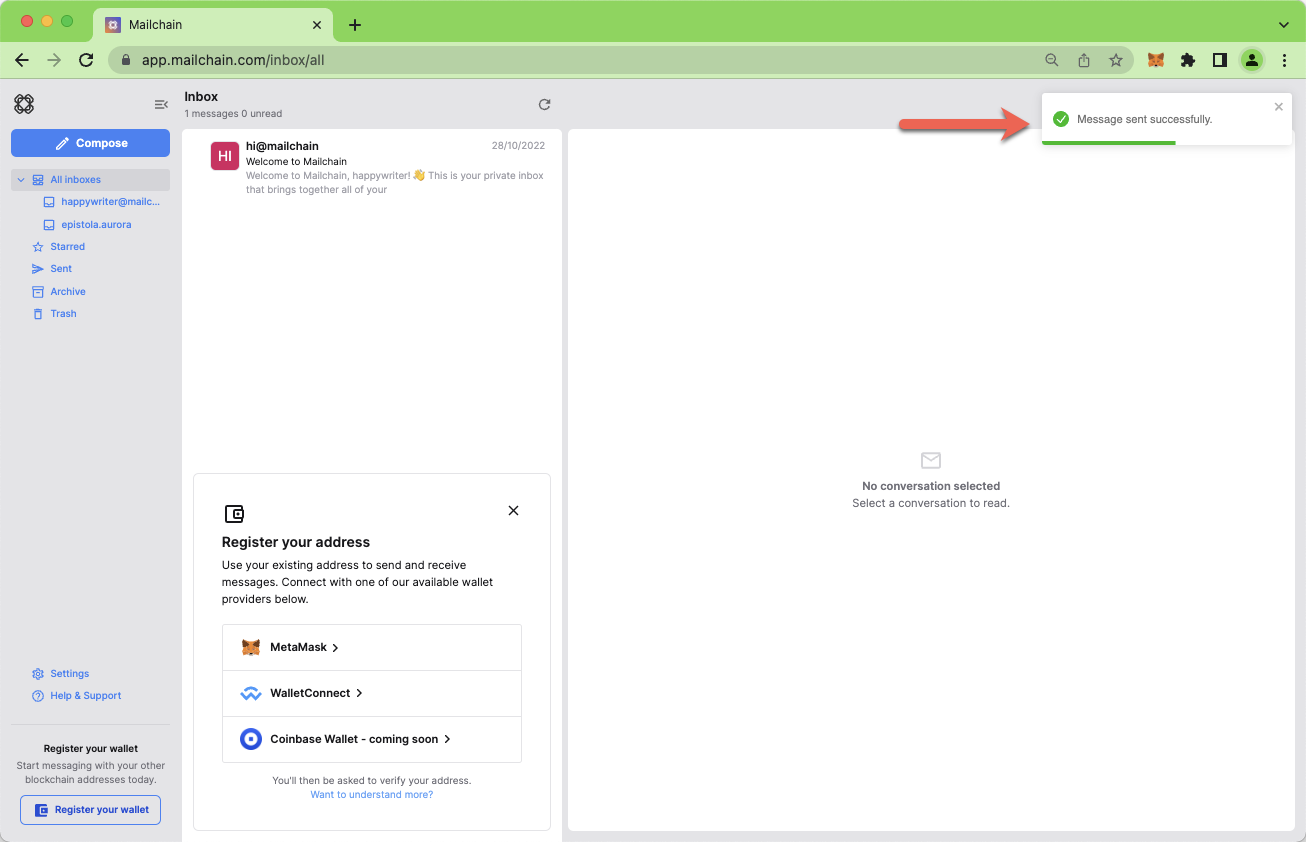 Mailchain
app.mailchain.com/inbox/all
Inbox
1 messages 0 unread
Message sent successfully.
Compose
All inboxes
happywriter@mailc...
epistola.aurora
Starred
Sent
Archive
Trash
HI
hi@mailchain
28/10/2022
Welcome to Mailchain
Welcome to Mailchain, happywriter! 👋 This is your private inbox
that brings together all of your
No conversation selected
Select a conversation to read.
Register your address
Use your existing address to send and receive
messages. Connect with one of our available wallet
providers below.
MetaMask
WalletConnect
Coinbase Wallet - coming soon
You'll then be asked to verify your address.
Want to understand more?
Settings
Help & Support
Register your wallet
Start messaging with your other
blockchain addresses today.
Register your wallet